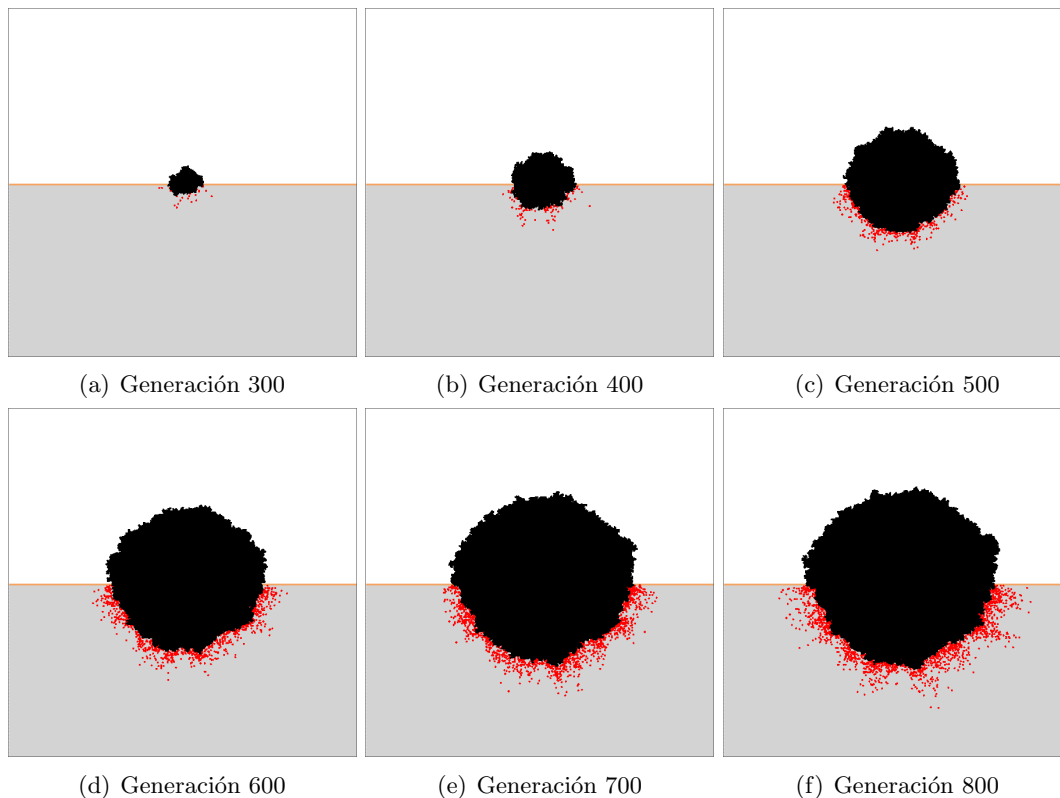 (a) Generación 300
(b) Generación 400
(c) Generación 500
(d) Generación 600
(e) Generación 700
(f) Generación 800